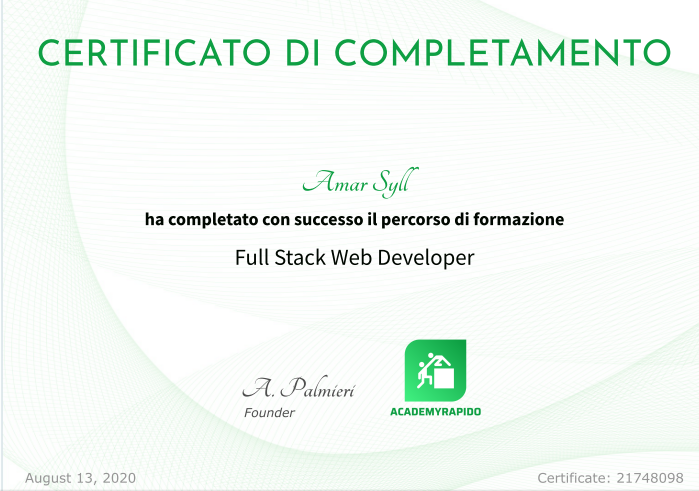 CERTIFICATO DI COMPLETAMENTO
Amar Syll
ha completato con successo il percorso di formazione
Full Stack Web Developer
A. Palmieri
Founder
ACADEMYRAPIDO
August 13, 2020
Certificate: 21748098